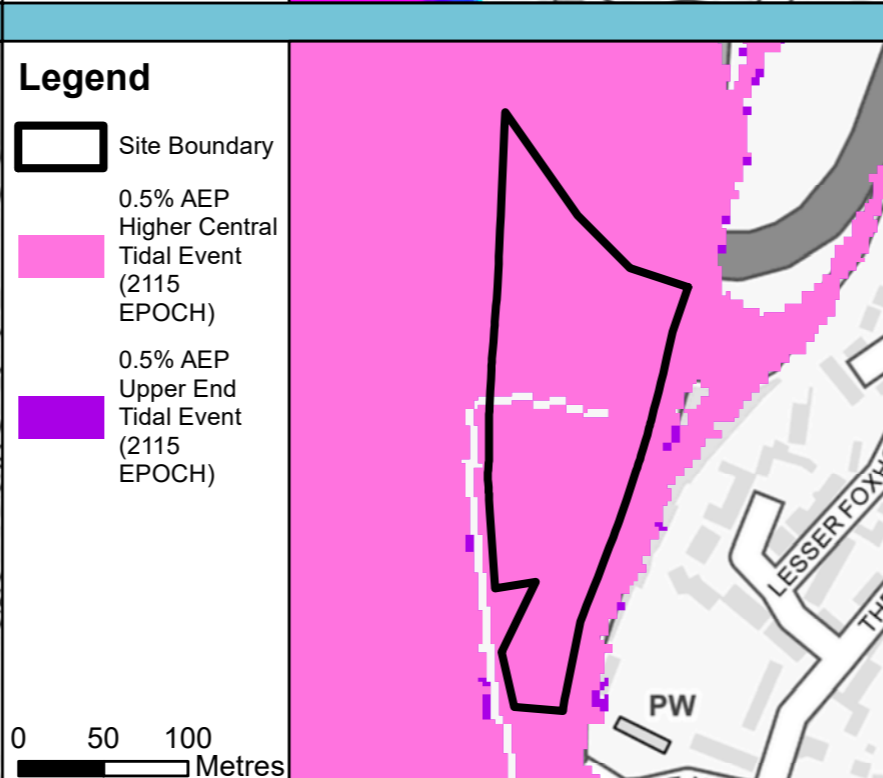 Legend
Site Boundary
0.5% AEP
Higher Central
Tidal Event
(2115
EPOCH)
0.5% AEP
Upper End
Tidal Event
(2115
EPOCH)
0 50 100
Metres
LESSER FOXH
PW